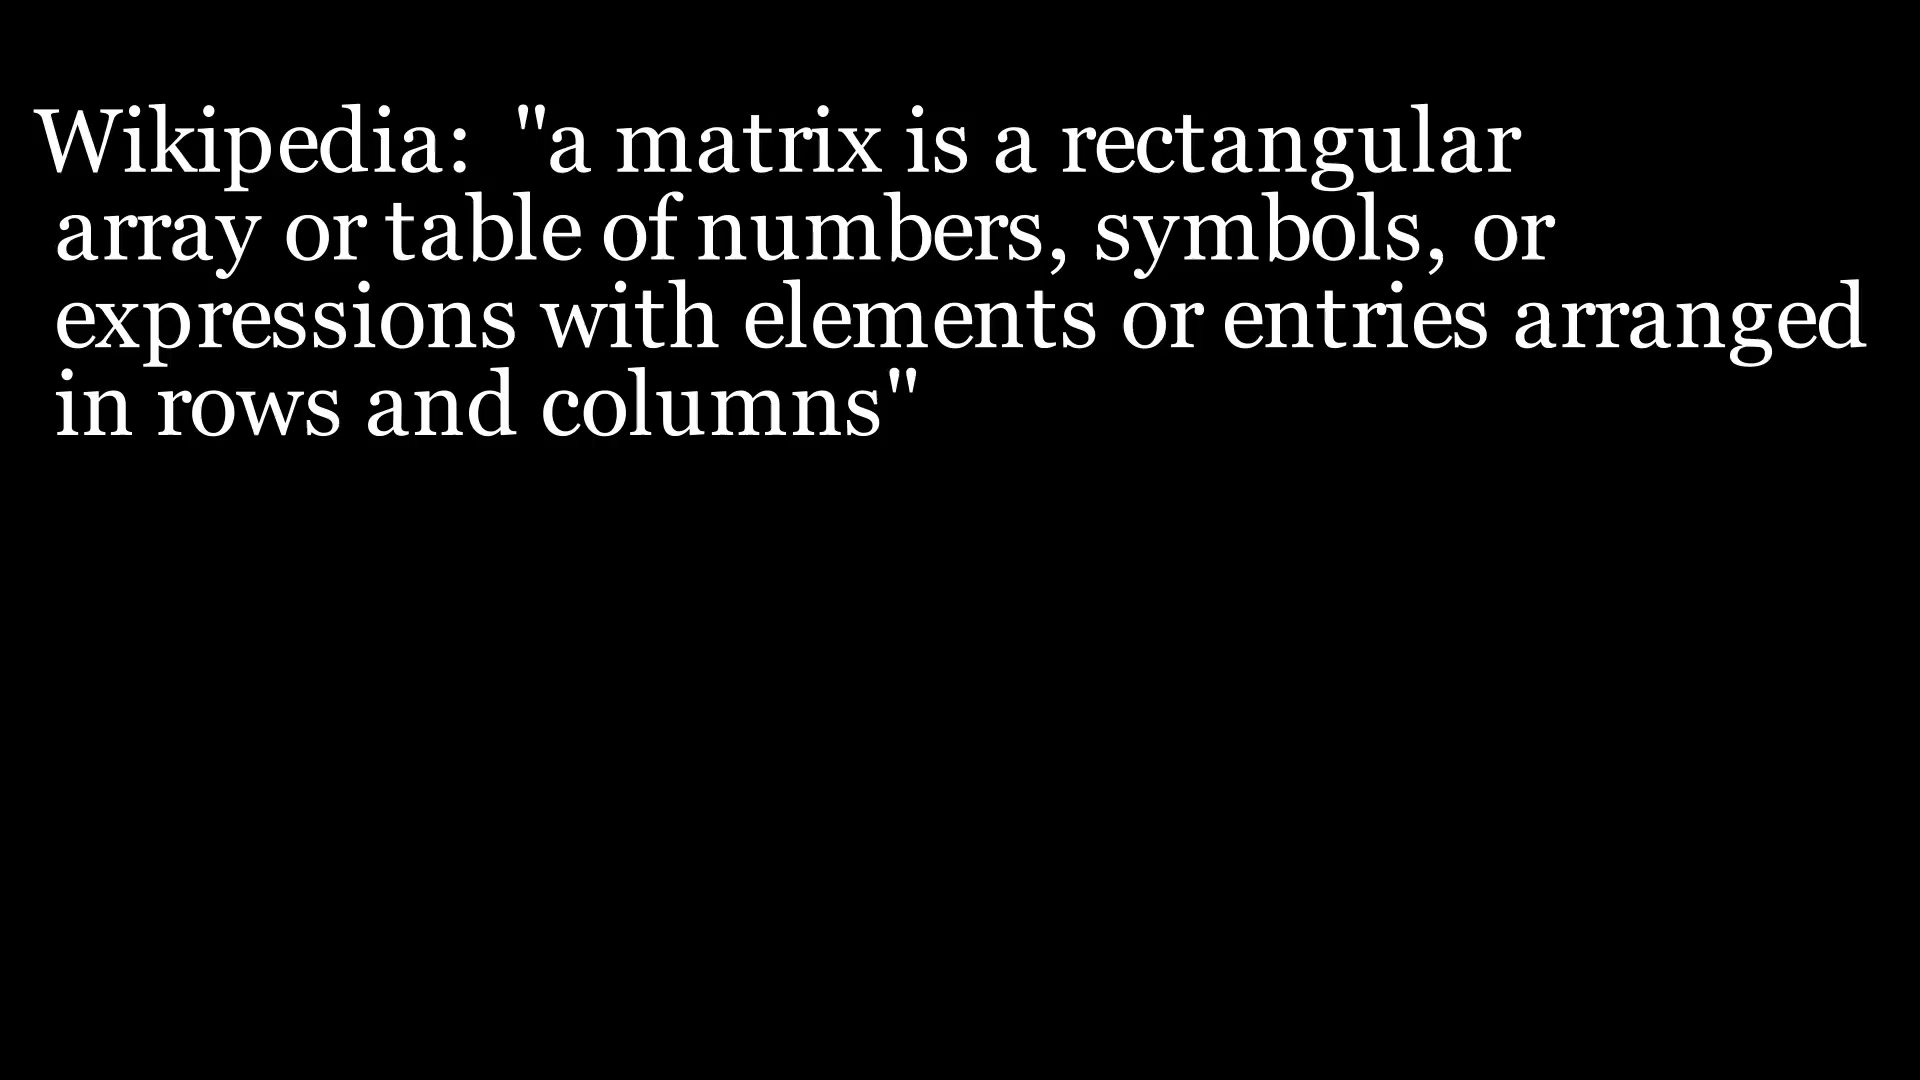 Wikipedia:  "a matrix is a rectangular
array or table of numbers, symbols, or
expressions with elements or entries arranged
in rows and columns"